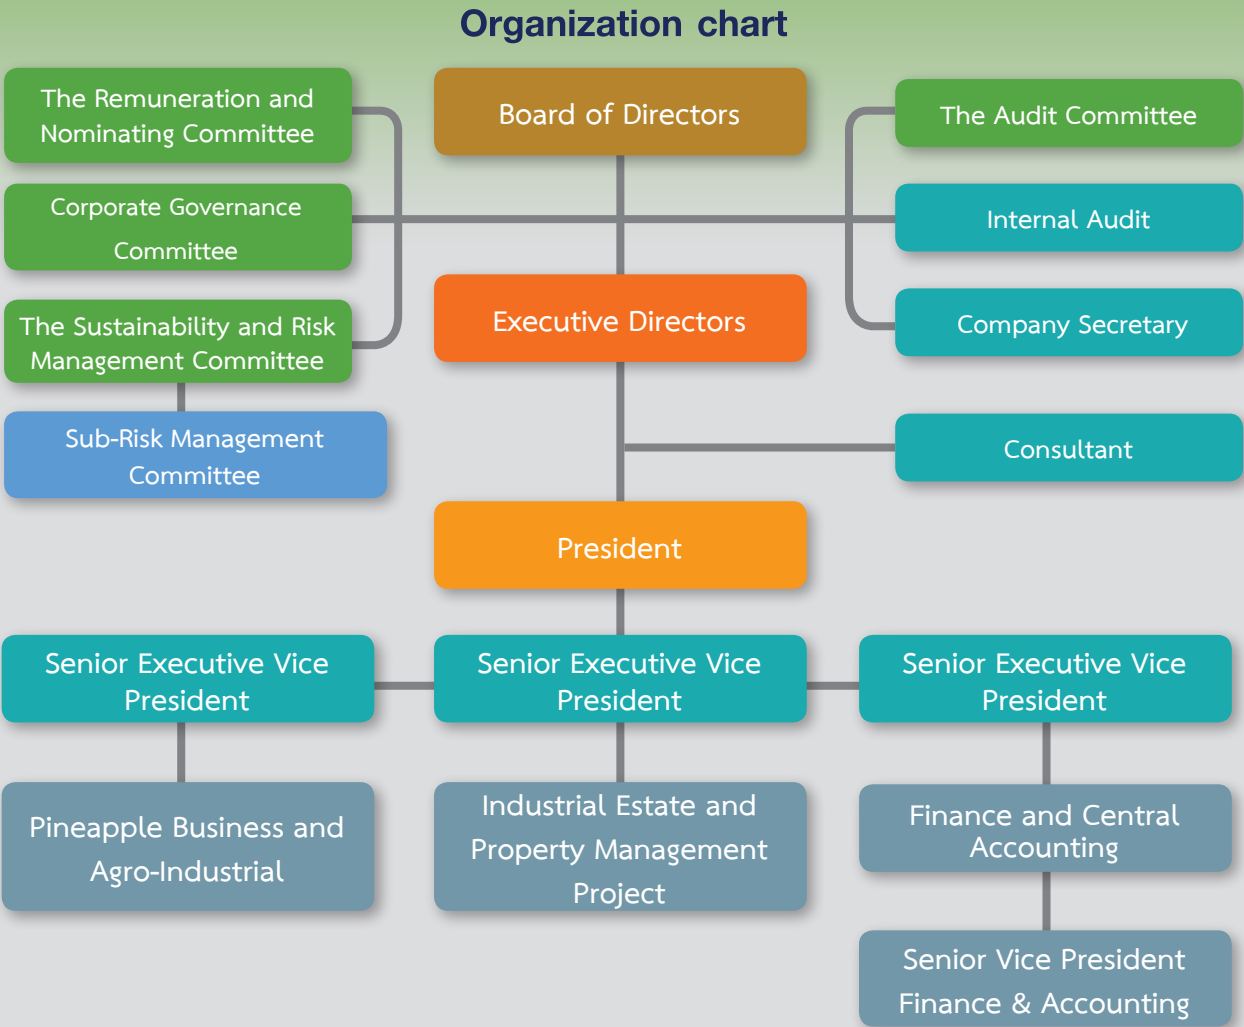 Organization chart
The Remuneration and
Nominating Committee
Board of Directors
The Audit Committee
Corporate Governance
Committee
Internal Audit
The Sustainability and Risk
Management Committee
Executive Directors
Company Secretary
Sub-Risk Management
Committee
Consultant
President
Senior Executive Vice
President
Senior Executive Vice
President
Senior Executive Vice
President
Pineapple Business and
Agro-Industrial
Industrial Estate and
Property Management
Project
Finance and Central
Accounting
Senior Vice President
Finance & Accounting